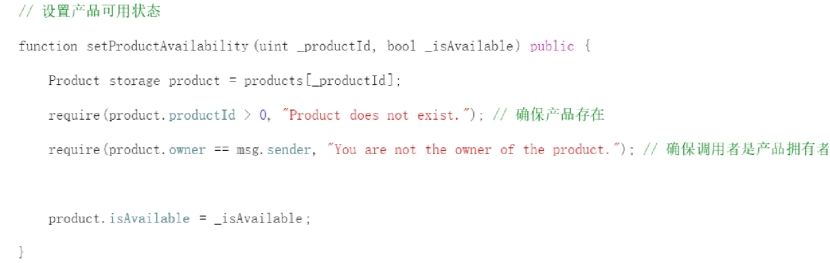 // 设置产品可用状态
function setProductAvailability(uint _productId, bool _isAvailable) public {
    Product storage product = products[_productId];
    require(product.productId > 0, "Product does not exist."); // 确保产品存在
    require(product.owner == msg.sender, "You are not the owner of the product."); // 确保调用者是产品拥有者
    product.isAvailable = _isAvailable;
}